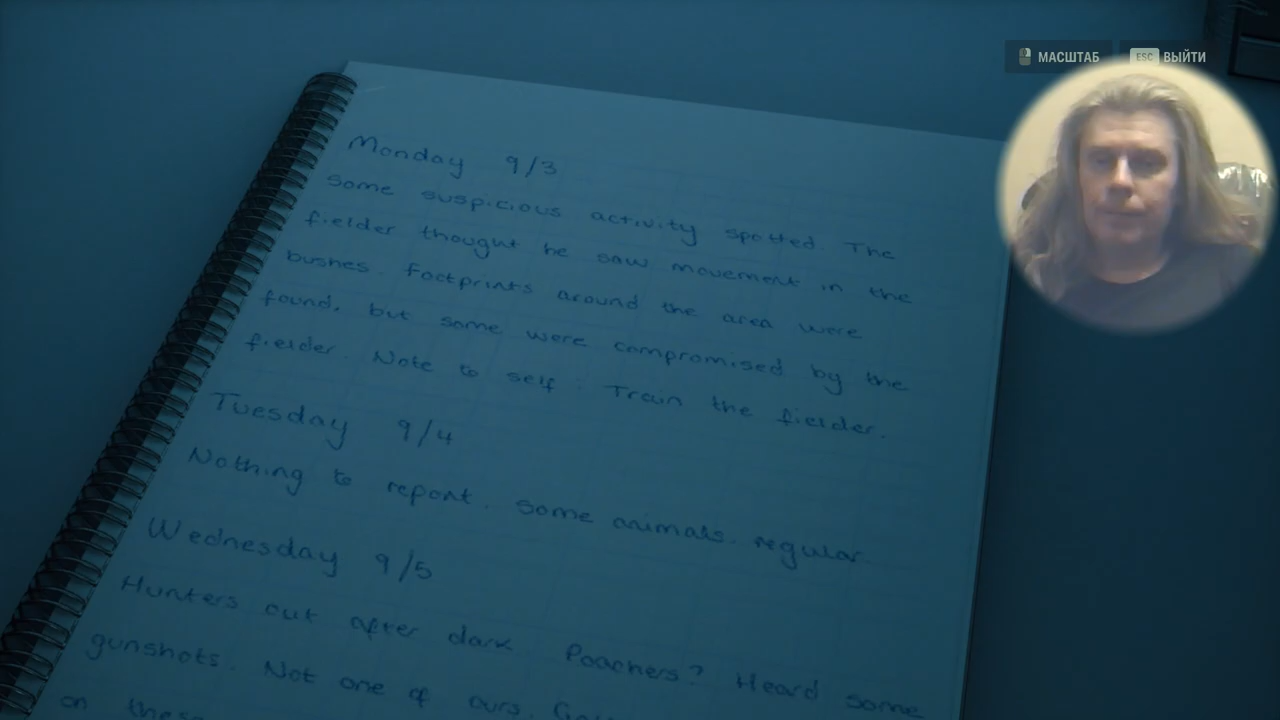 МАСШТАБ
ESC ВЫЙТИ
Monday 9/3
Some suspicious activity spotted. The
fielder thought he saw movement in the
bushes. Footprints around the area were
found, but some were compromised by the
fielder. Note to self: Train the fielder.
Tuesday 9/4
Nothing to report. Some animals. regular.
Wednesday 9/5
Hunters out after dark. Poachers? Heard some
gunshots. Not one of ours.
on these